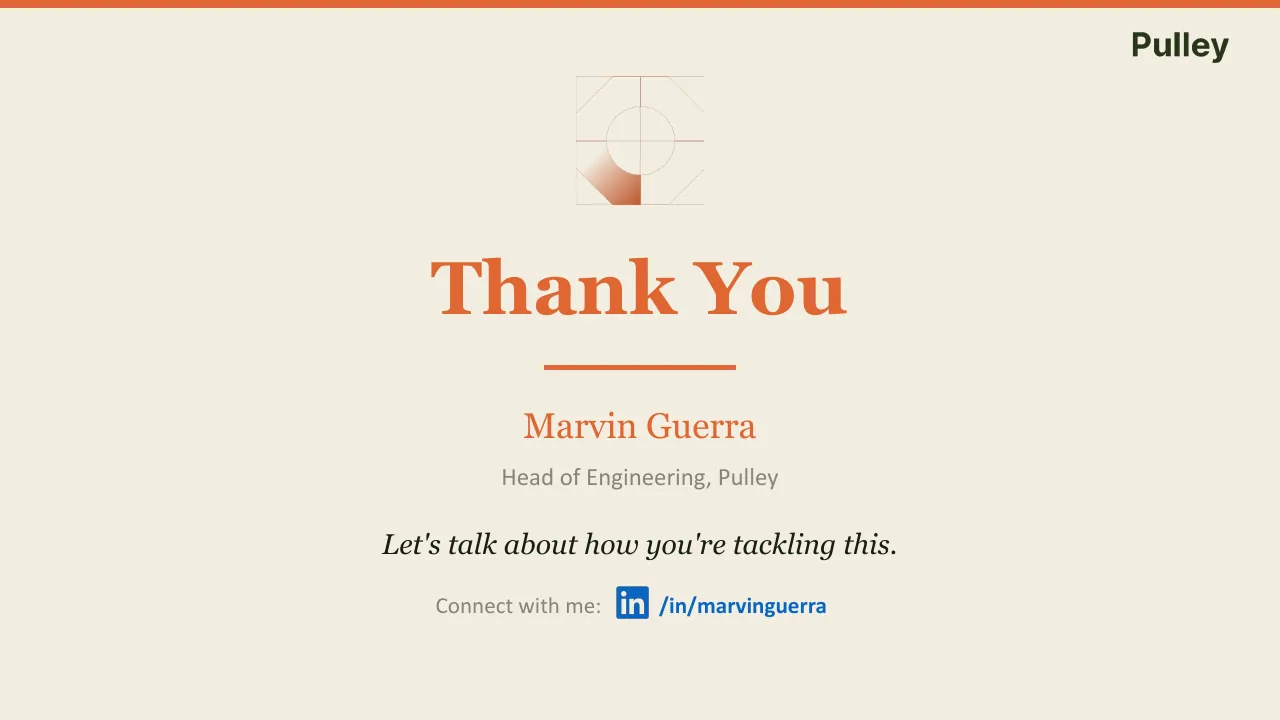 Pulley
Thank You
Marvin Guerra
Head of Engineering, Pulley
Let's talk about how you're tackling this.
Connect with me: in /in/marvinguerra